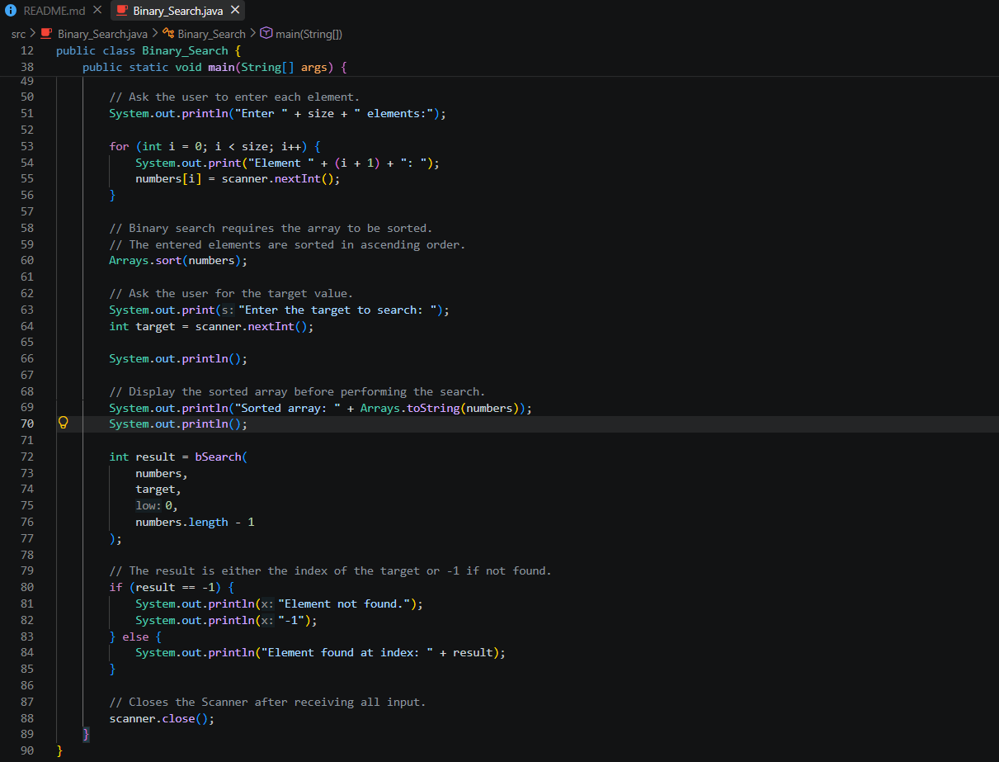 README.md
Binary_Search.java
src > Binary_Search.java > Binary_Search > main(String[])
12 public class Binary_Search {
38     public static void main(String[] args) {
49
50         // Ask the user to enter each element.
51         System.out.println("Enter " + size + " elements:");
52
53         for (int i = 0; i < size; i++) {
54             System.out.print("Element " + (i + 1) + ": ");
55             numbers[i] = scanner.nextInt();
56         }
57
58         // Binary search requires the array to be sorted.
59         // The entered elements are sorted in ascending order.
60         Arrays.sort(numbers);
61
62         // Ask the user for the target value.
63         System.out.print(s: "Enter the target to search: ");
64         int target = scanner.nextInt();
65
66         System.out.println();
67
68         // Display the sorted array before performing the search.
69         System.out.println("Sorted array: " + Arrays.toString(numbers));
70         System.out.println();
71
72         int result = bSearch(
73             numbers,
74             target,
75             low: 0,
76             numbers.length - 1
77         );
78
79         // The result is either the index of the target or -1 if not found.
80         if (result == -1) {
81             System.out.println(x: "Element not found.");
82             System.out.println(x: "-1");
83         } else {
84             System.out.println("Element found at index: " + result);
85         }
86
87         // Closes the Scanner after receiving all input.
88         scanner.close();
89     }
90 }